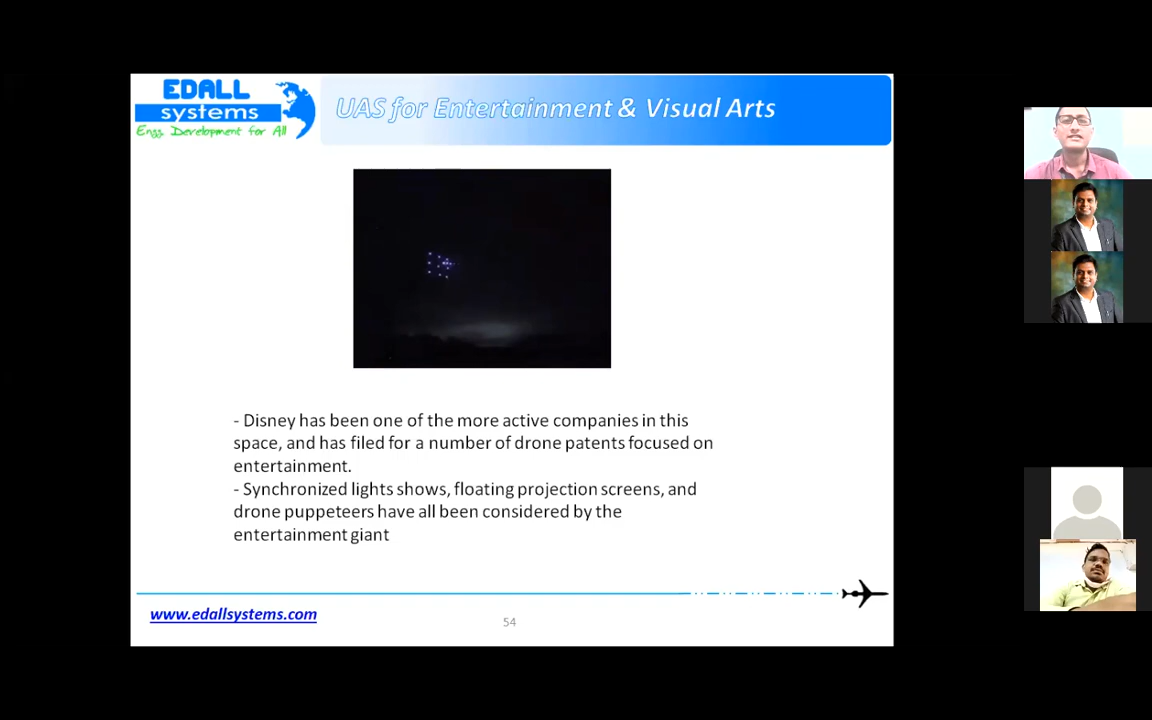 EDALL
systems
Engg. Development for All
UAS for Entertainment & Visual Arts
- Disney has been one of the more active companies in this
space, and has filed for a number of drone patents focused on
entertainment.
- Synchronized lights shows, floating projection screens, and
drone puppeteers have all been considered by the
entertainment giant
www.edallsystems.com
54